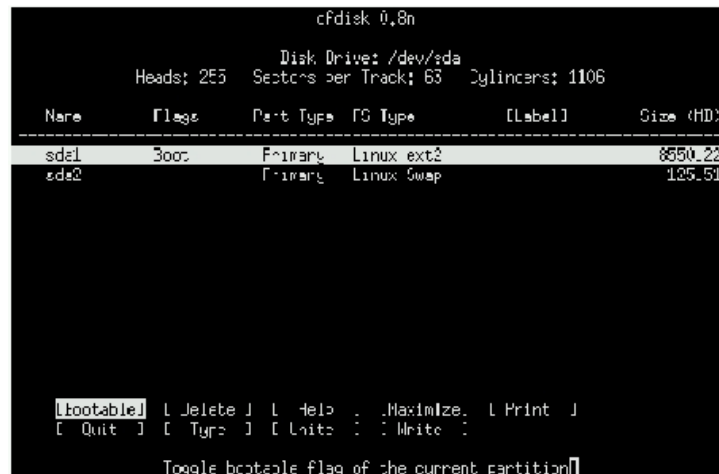 cfdisk 0.8n
Disk Drive: /dev/sda
Heads: 255 Sectors per Track: 63 Cylinders: 1106
Name Flags Part Type FS Type [Label] Size (MB)
sda1 Boot Primary Linux ext2 8550.22
sda2 Primary Linux Swap 125.51
[Bootable] [ Delete ] [ Help ] [Maximize] [ Print ]
[ Quit ] [ Type ] [ Units ] [ Write ]
Toggle bootable flag of the current partition